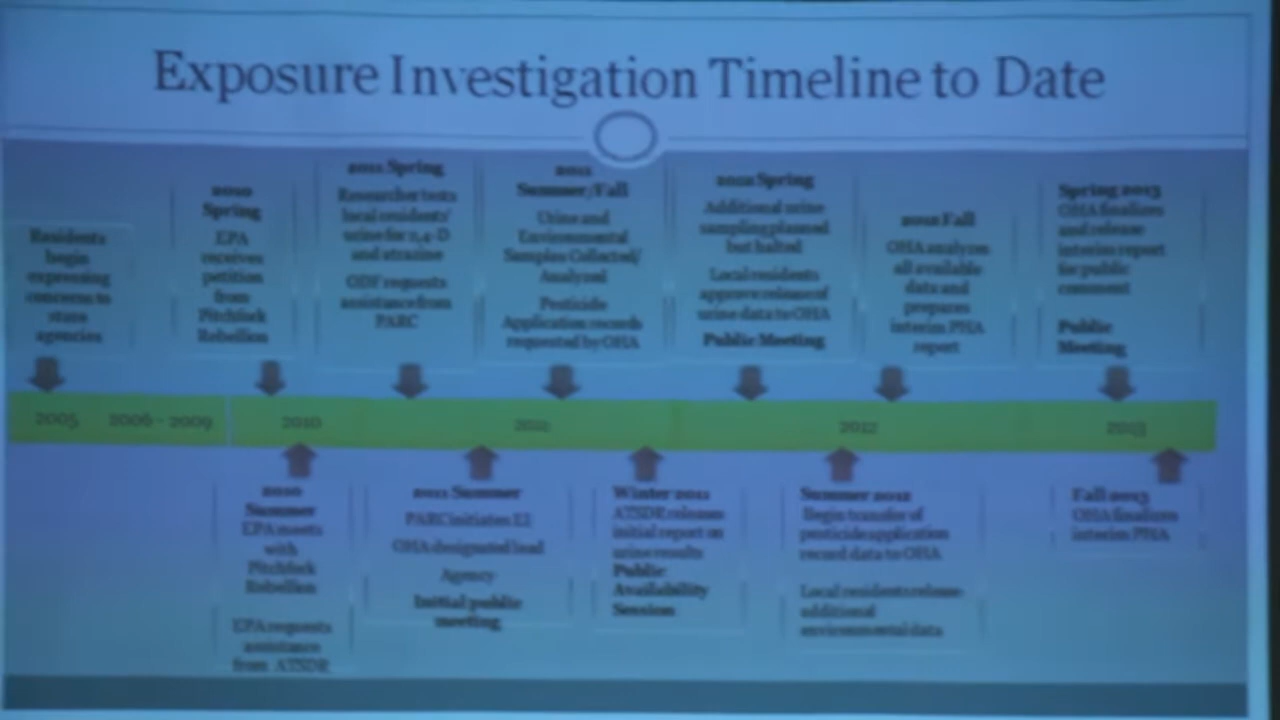 Exposure Investigation Timeline to Date
Residents
begin
expressing
concerns to
state
agencies
2010
Spring
EPA
receives
petition
from
Pitchfork
Rebellion
2011 Spring
Researcher tests
local residents'
urine for 2,4-D
and atrazine
ODF requests
assistance from
PARC
2011
Summer/Fall
Urine and
Environmental
Samples Collected/
Analyzed
Pesticide
Application records
requested by OHA
2012 Spring
Additional urine
sampling planned
but halted
Local residents
approve release of
urine data to OHA
Public Meeting
2012 Fall
OHA analyzes
all available
data and
prepares
interim PHA
report
Spring 2013
OHA finalizes
and release
interim report
for public
comment
Public
Meeting
2005 2006 - 2009 2010 2011 2012 2013
2010
Summer
EPA meets
with
Pitchfork
Rebellion
EPA requests
assistance
from ATSDR
2011 Summer
PARC initiates EI
OHA designated lead
Agency
Initial public
meeting
Winter 2011
ATSDR releases
initial report on
urine results
Public
Availability
Session
Summer 2012
Begin transfer of
pesticide application
record data to OHA
Local residents release
additional
environmental data
Fall 2013
OHA finalizes
interim PHA